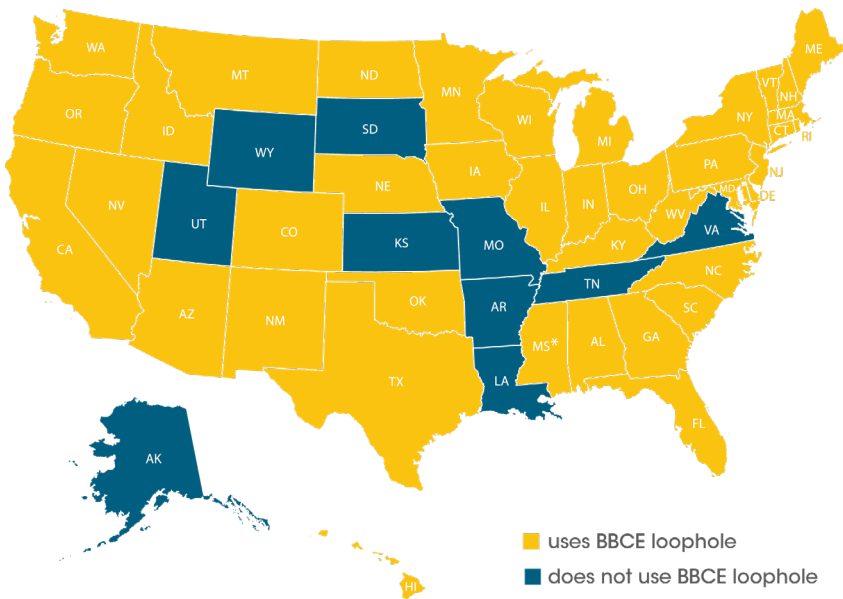 WA
MT
ND
MN
ME
VT
NH
OR
ID
SD
WI
NY
MA
CT
RI
WY
MI
PA
NJ
NV
UT
NE
IA
IL
IN
OH
MD
DE
CA
CO
KS
MO
KY
WV
VA
AZ
NM
OK
AR
TN
NC
SC
TX
LA
MS*
AL
GA
FL
AK
HI
uses BBCE loophole
does not use BBCE loophole